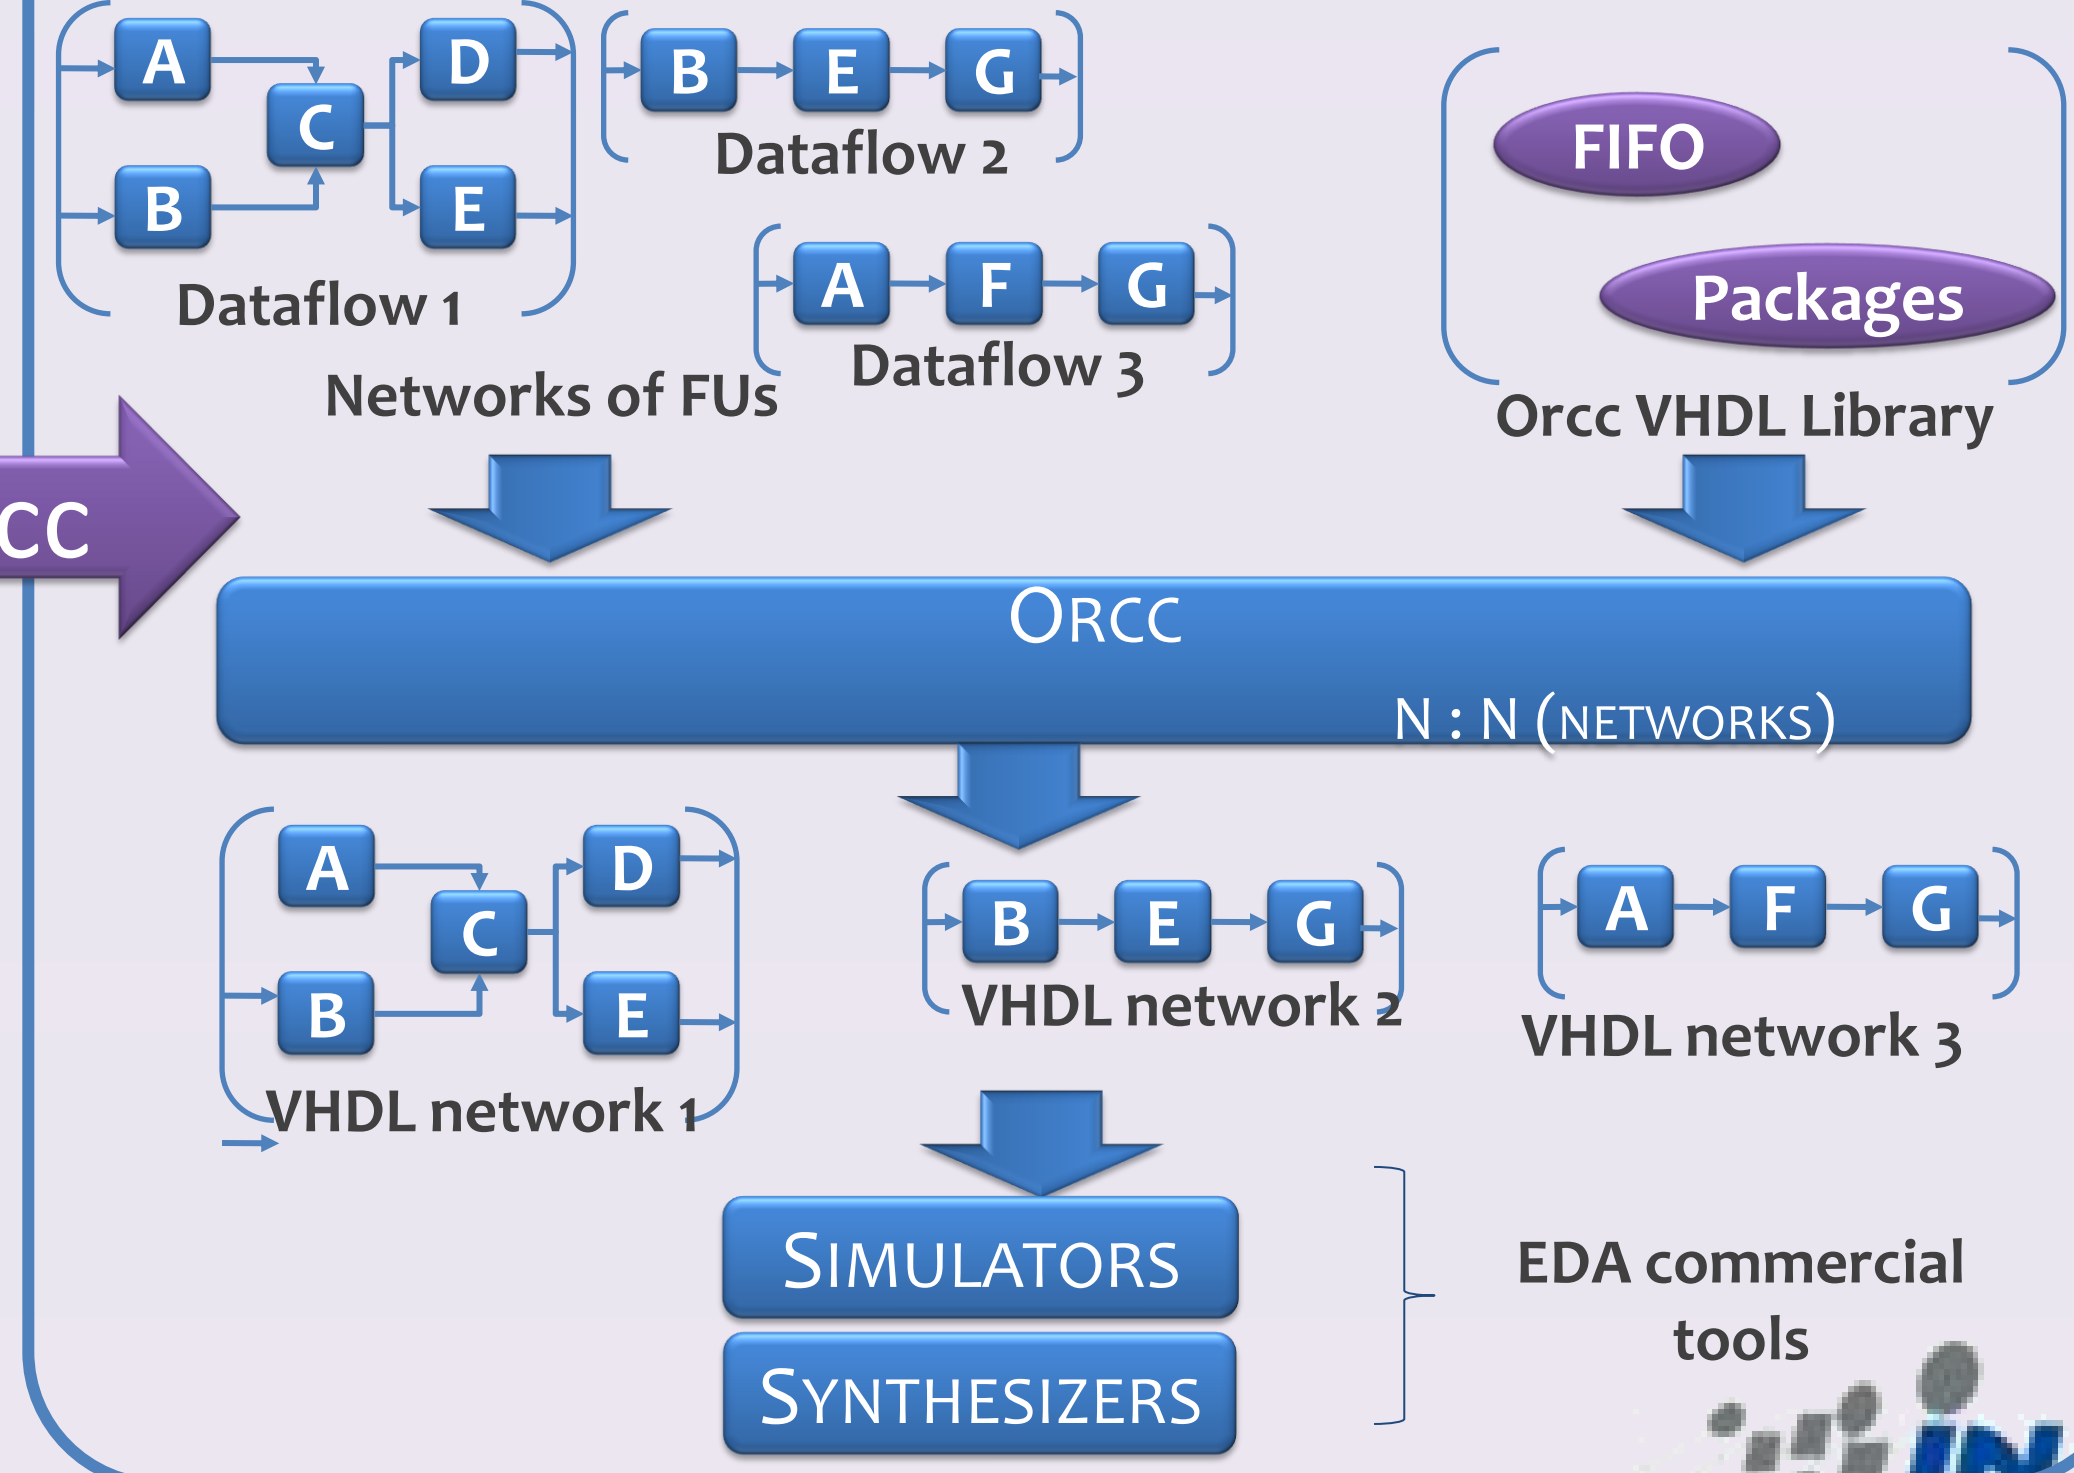 A
D
C
B
E
Dataflow 1
B E G
Dataflow 2
A F G
Dataflow 3
Networks of FUs
FIFO
Packages
Orcc VHDL Library
CC
ORCC
N : N (NETWORKS)
A
D
C
B
E
VHDL network 1
B E G
VHDL network 2
A F G
VHDL network 3
SIMULATORS
SYNTHESIZERS
EDA commercial
tools
IN